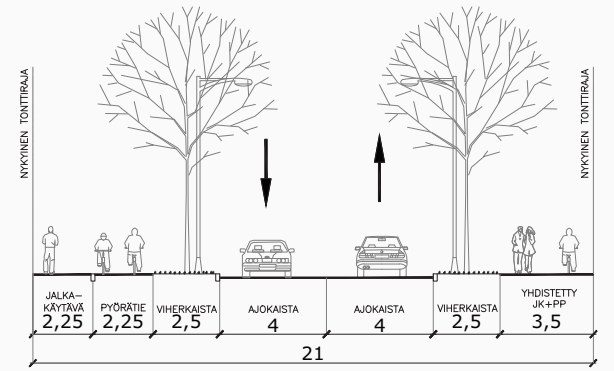 NYKYINEN TONTTIRAJA
NYKYINEN TONTTIRAJA
JALKA-
KÄYTÄVÄ
2,25
PYÖRÄTIE
2,25
VIHERKAISTA
2,5
AJOKAISTA
4
AJOKAISTA
4
VIHERKAISTA
2,5
YHDISTETTY
JK+PP
3,5
21